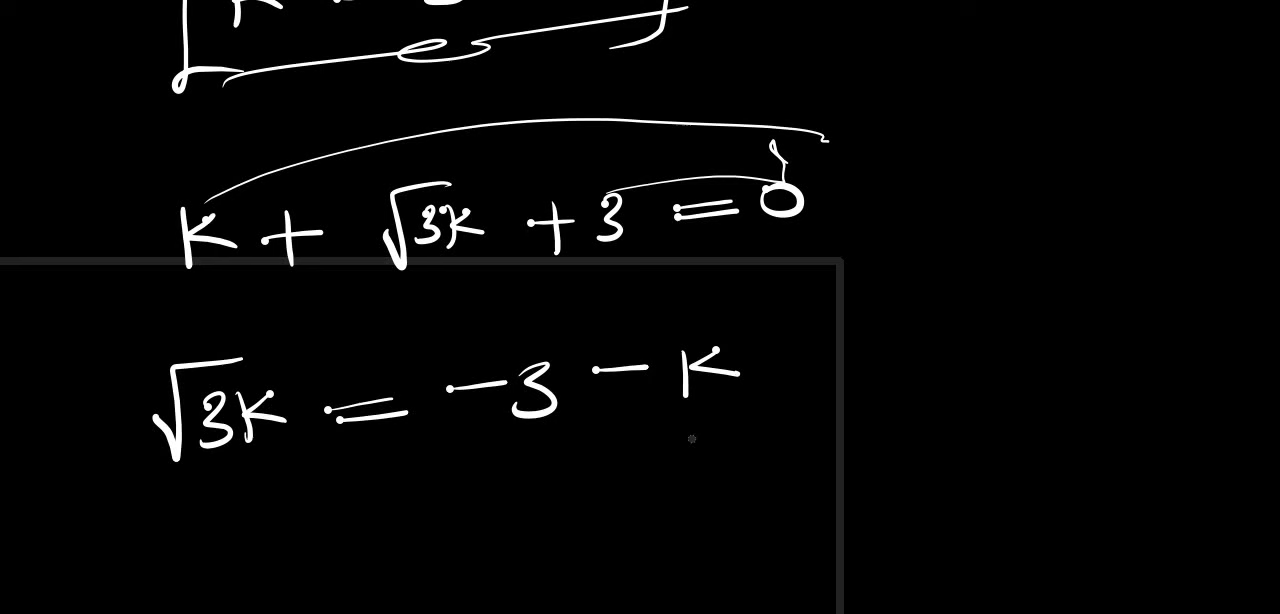 K + √3K + 3 = 0
√3K = -3 - K